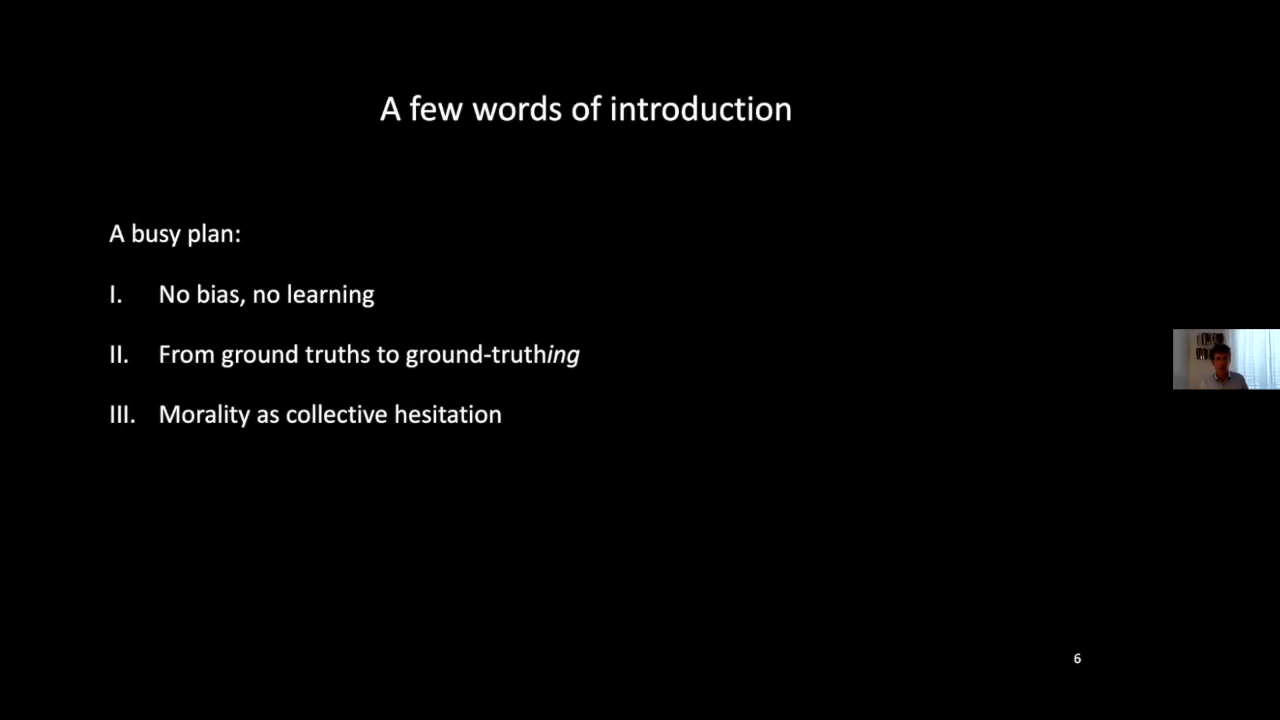 A few words of introduction
A busy plan:
I. No bias, no learning
II. From ground truths to ground-truthing
III. Morality as collective hesitation
6